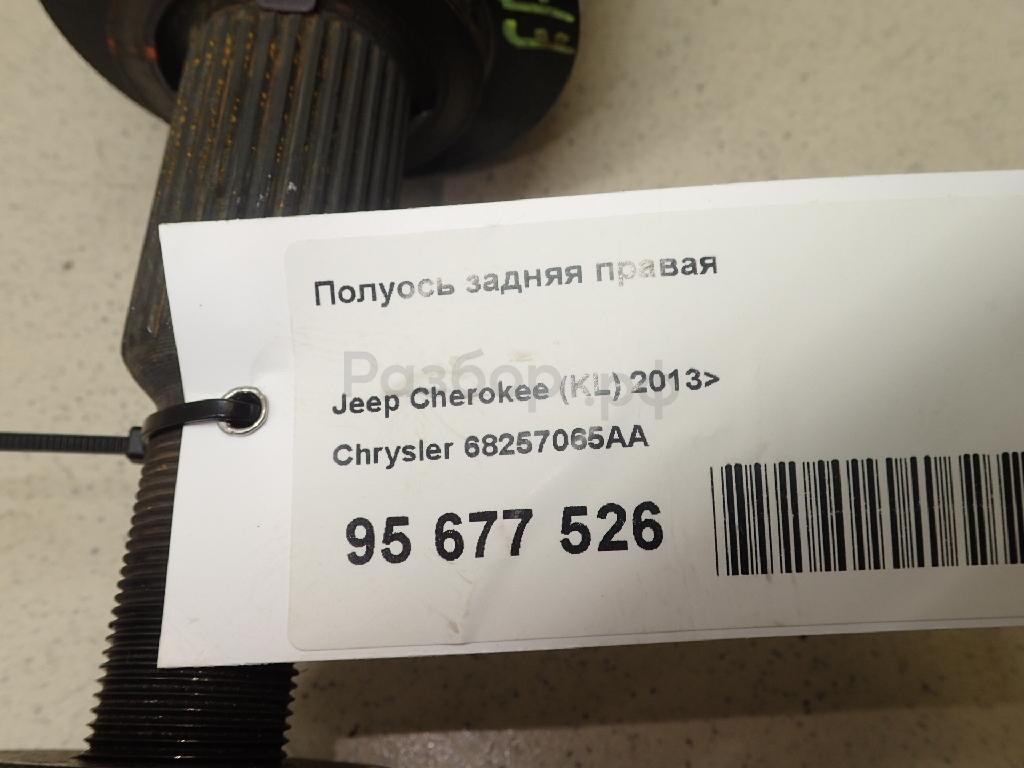 Полуось задняя правая
Разбор.рф
Jeep Cherokee (KL) 2013>
Chrysler 68257065AA
95 677 526